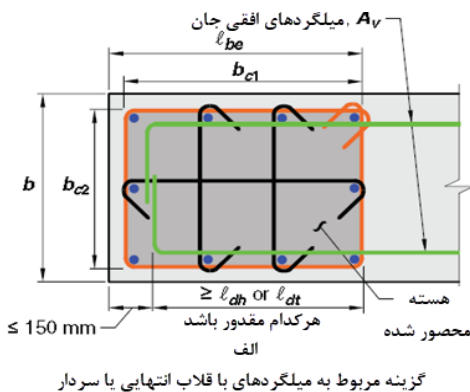 میلگردهای افقی جان, Av
ℓbe
bc1
b
bc2
≥ ℓdh or ℓdt
هرکدام مقدور باشد
هسته
محصور شده
≤ 150 mm
الف
گزینه مربوط به میلگردهای با قلاب انتهایی یا سردار